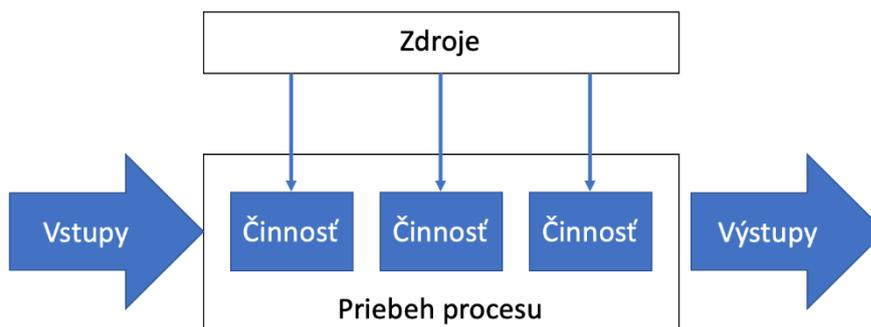 Zdroje
Vstupy
Činnosť
Činnosť
Činnosť
Výstupy
Priebeh procesu